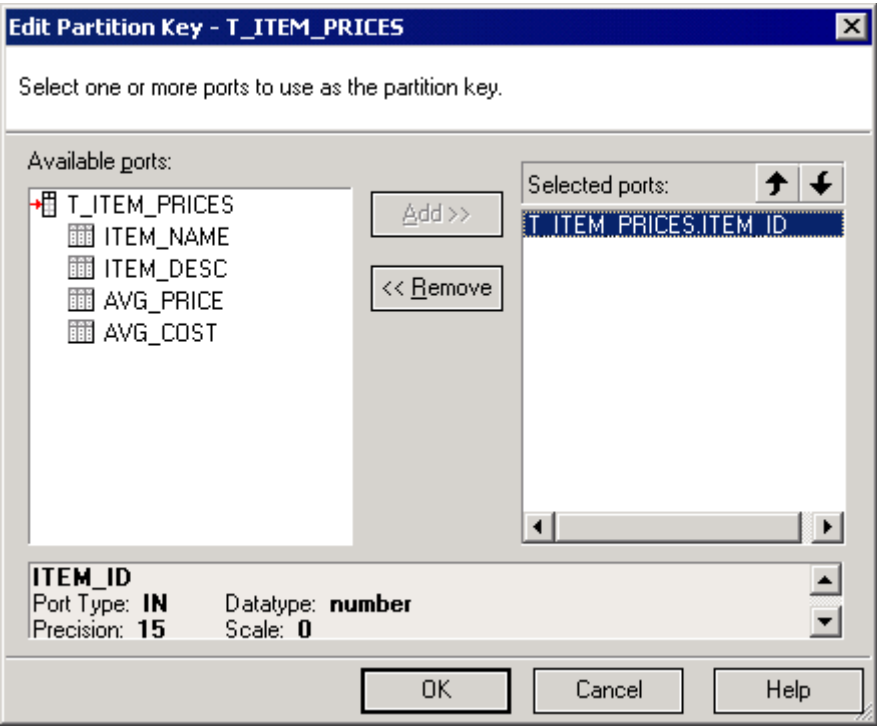 Edit Partition Key - T_ITEM_PRICES
Select one or more ports to use as the partition key.
Available ports:
T_ITEM_PRICES
ITEM_NAME
ITEM_DESC
AVG_PRICE
AVG_COST
Add >>
<< Remove
Selected ports:
T_ITEM_PRICES.ITEM_ID
ITEM_ID
Port Type: IN Datatype: number
Precision: 15 Scale: 0
OK Cancel Help